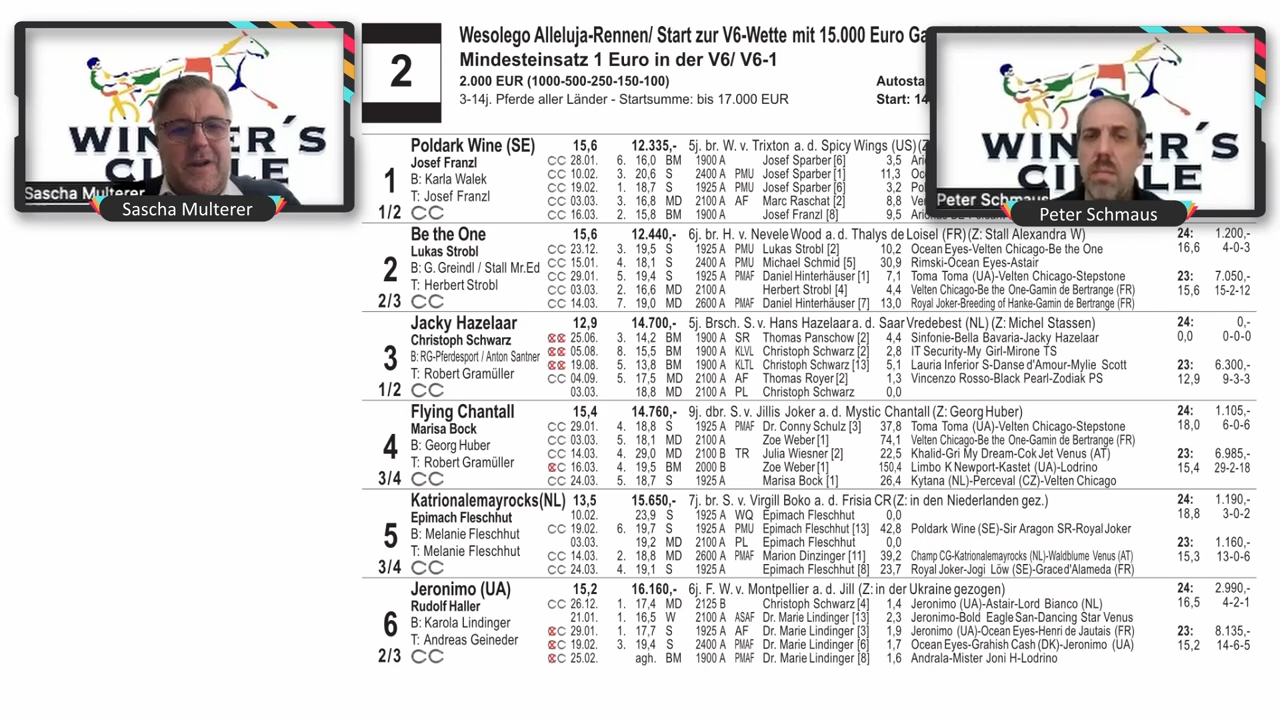 WINNER´S
CIRCLE
Sascha Multerer
Sascha Multerer
WINNER´S
CIRCLE
Peter Schmaus
Peter Schmaus
2
Wesolego Alleluja-Rennen/ Start zur V6-Wette mit 15.000 Euro
Mindesteinsatz 1 Euro in der V6/ V6-1
2.000 EUR (1000-500-250-150-100)
3-14j. Pferde aller Länder - Startsumme: bis 17.000 EUR
Start: 14
1
1/2
Poldark Wine (SE) 15,6 12.335,- 5j. br. W. v. Trixton a. d. Spicy Wings (US)
Josef Franzl CC 28.01. 6. 16,0 BM 1900 A Josef Sparber [6] 3,5
B: Karla Walek CC 10.02. 3. 20,6 S 2400 A PMU Josef Sparber [1] 11,3
CC 19.02. 1. 18,7 S 1925 A PMU Josef Sparber [6] 3,2
T: Josef Franzl CC 03.03. 3. 16,8 MD 2100 A AF Marc Raschat [2] 8,8
CC CC 16.03. 2. 15,8 BM 1900 A Josef Franzl [8] 9,5
2
2/3
Be the One 15,6 12.440,- 6j. br. H. v. Nevele Wood a. d. Thalys de Loisel (FR) (Z: Stall Alexandra W) 24: 1.200,-
Lukas Strobl CC 23.12. 3. 19,5 S 1925 A PMU Lukas Strobl [2] 10,2 Ocean Eyes-Velten Chicago-Be the One 16,6 4-0-3
B: G. Greindl / Stall Mr.Ed CC 15.01. 4. 18,1 S 2400 A PMU Michael Schmid [5] 30,9 Rimski-Ocean Eyes-Astair
CC 29.01. 5. 19,4 S 1925 A PMAF Daniel Hinterhäuser [1] 7,1 Toma Toma (UA)-Velten Chicago-Stepstone 23: 7.050,-
T: Herbert Strobl CC 03.03. 2. 16,6 MD 2100 A Herbert Strobl [4] 4,4 Velten Chicago-Be the One-Gamin de Bertrange (FR) 15,6 15-2-12
CC CC 14.03. 7. 19,0 MD 2600 A PMAF Daniel Hinterhäuser [7] 13,0 Royal Joker-Breeding of Hanke-Gamin de Bertrange (FR)
3
1/2
Jacky Hazelaar 12,9 14.700,- 5j. Brsch. S. v. Hans Hazelaar a. d. Saar Vredebest (NL) (Z: Michel Stassen) 24: 0,-
Christoph Schwarz 25.06. 3. 14,2 BM 1900 A SR Thomas Panschow [2] 4,4 Sinfonie-Bella Bavaria-Jacky Hazelaar 0,0 0-0-0
B: RG-Pferdesport / Anton Santner 05.08. 8. 15,5 BM 1900 A KLVL Christoph Schwarz [2] 2,8 IT Security-My Girl-Mirone TS
19.08. 5. 13,8 BM 1900 A KLTL Christoph Schwarz [13] 5,1 Lauria Inferior S-Danse d'Amour-Mylie Scott 23: 6.300,-
T: Robert Gramüller CC 04.09. 5. 17,5 MD 2100 A AF Thomas Royer [2] 1,3 Vincenzo Rosso-Black Pearl-Zodiak PS 12,9 9-3-3
CC 03.03. 18,8 MD 2100 A PL Christoph Schwarz 0,0
4
3/4
Flying Chantall 15,4 14.760,- 9j. dbr. S. v. Jillis Joker a. d. Mystic Chantall (Z: Georg Huber) 24: 1.105,-
Marisa Bock CC 29.01. 4. 18,8 S 1925 A PMAF Dr. Conny Schulz [3] 37,8 Toma Toma (UA)-Velten Chicago-Stepstone 18,0 6-0-6
B: Georg Huber CC 03.03. 5. 18,1 MD 2100 A Zoe Weber [1] 74,1 Velten Chicago-Be the One-Gamin de Bertrange (FR)
CC 14.03. 4. 29,0 MD 2100 B TR Julia Wiesner [2] 22,5 Khalid-Gri My Dream-Cok Jet Venus (AT) 23: 6.985,-
T: Robert Gramüller C 16.03. 4. 19,5 BM 2000 B Zoe Weber [1] 150,4 Limbo K Newport-Kastet (UA)-Lodrino 15,4 29-2-18
CC CC 24.03. 5. 18,7 S 1925 A Marisa Bock [1] 26,4 Kytana (NL)-Perceval (CZ)-Velten Chicago
5
3/4
Katrionalemayrocks(NL) 13,5 15.650,- 7j. br. S. v. Virgill Boko a. d. Frisia CR (Z: in den Niederlanden gez.) 24: 1.190,-
Epimach Fleschhut 10.02. 23,9 S 1925 A WQ Epimach Fleschhut 0,0 18,8 3-0-2
B: Melanie Fleschhut CC 19.02. 6. 19,7 S 1925 A PMU Epimach Fleschhut [13] 42,8 Poldark Wine (SE)-Sir Aragon SR-Royal Joker
03.03. 19,2 MD 2100 A PL Epimach Fleschhut 0,0 23: 1.160,-
T: Melanie Fleschhut CC 14.03. 2. 18,8 MD 2600 A PMAF Marion Dinzinger [11] 39,2 Champ CG-Katrionalemayrocks (NL)-Waldblume Venus (AT) 15,3 13-0-6
CC CC 24.03. 4. 19,1 S 1925 A Epimach Fleschhut [8] 23,7 Royal Joker-Jogi Löw (SE)-Grace d'Alameda (FR)
6
2/3
Jeronimo (UA) 15,2 16.160,- 6j. F. W. v. Montpellier a. d. Jill (Z: in der Ukraine gezogen) 24: 2.990,-
Rudolf Haller CC 26.12. 1. 17,4 MD 2125 B Christoph Schwarz [4] 1,4 Jeronimo (UA)-Astair-Lord Bianco (NL) 16,5 4-2-1
B: Karola Lindinger 21.01. 1. 16,5 W 2100 A ASAF Dr. Marie Lindinger [13] 2,3 Jeronimo-Bold Eagle San-Dancing Star Venus
C 29.01. 1. 17,7 S 1925 A AF Dr. Marie Lindinger [3] 1,9 Jeronimo (UA)-Ocean Eyes-Henri de Jautais (FR) 23: 8.135,-
T: Andreas Geineder C 19.02. 3. 19,4 S 2400 A PMAF Dr. Marie Lindinger [6] 1,7 Ocean Eyes-Grahish Cash (DK)-Jeronimo (UA) 15,2 14-6-5
CC C 25.02. agh. BM 1900 A PMAF Dr. Marie Lindinger [8] 1,6 Andrala-Mister Joni H-Lodrino